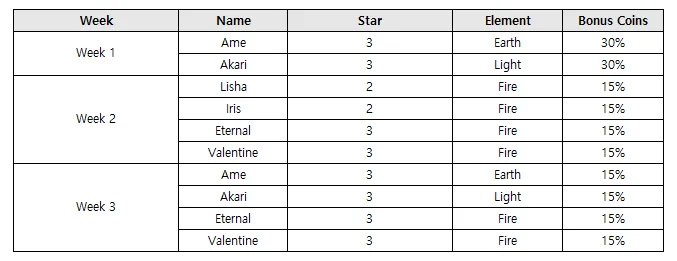 Week Name Star Element Bonus Coins
Week 1 Ame 3 Earth 30%
Akari 3 Light 30%
Week 2 Lisha 2 Fire 15%
Iris 2 Fire 15%
Eternal 3 Fire 15%
Valentine 3 Fire 15%
Week 3 Ame 3 Earth 15%
Akari 3 Light 15%
Eternal 3 Fire 15%
Valentine 3 Fire 15%